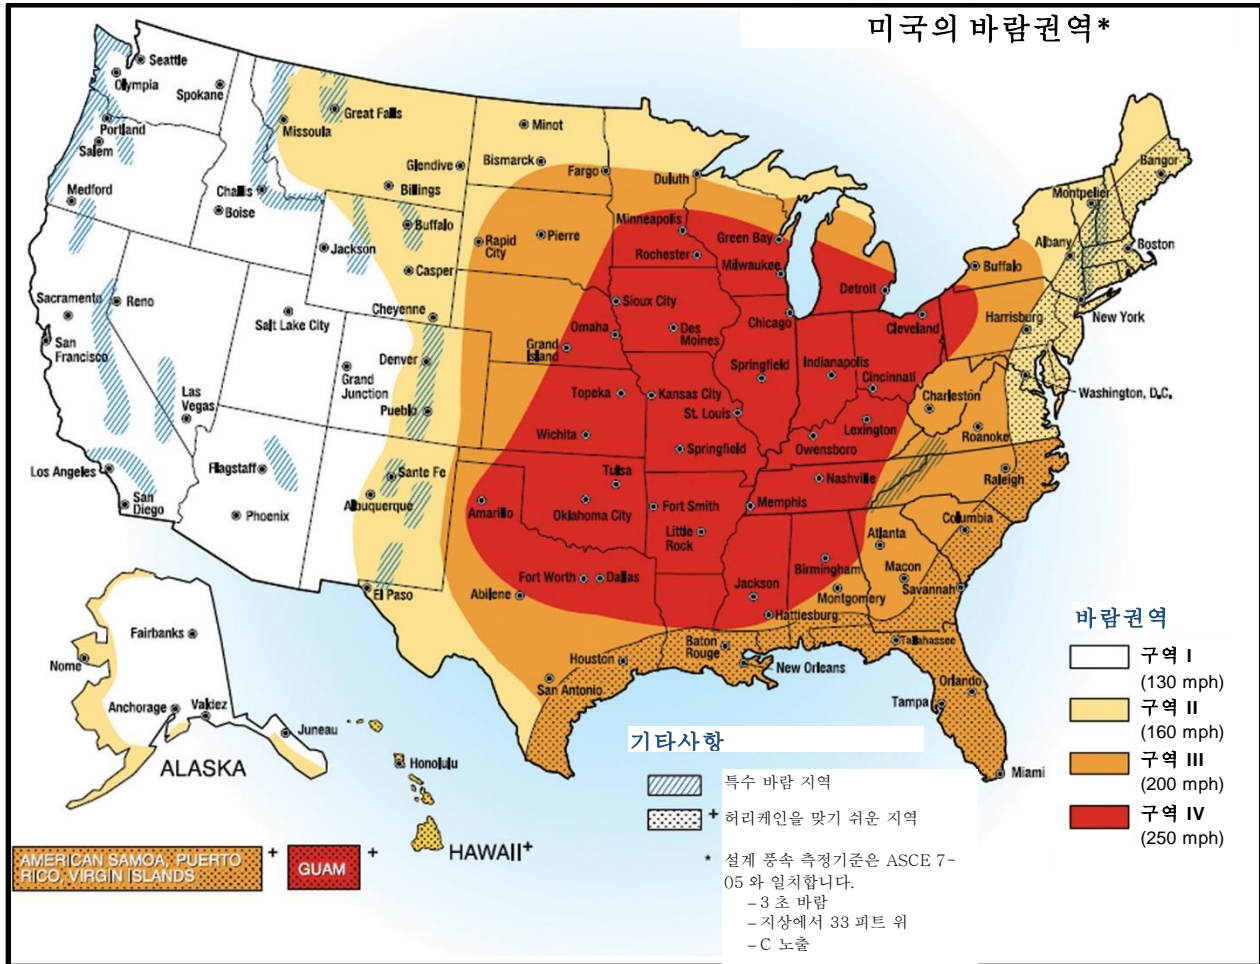 미국의 바람권역*
Seattle
Olympia
Spokane
Portland
Salem
Medford
Missoula
Great Falls
Challis
Boise
Glendive
Billings
Minot
Bismarck
Fargo
Duluth
Bangor
Montpelier
Jackson
Buffalo
Casper
Cheyenne
Rapid
City
Pierre
Minneapolis
Rochester
Green Bay
Milwaukee
Detroit
Buffalo
Albany
Boston
New York
Sacramento
Reno
San
Francisco
Salt Lake City
Las
Vegas
Grand
Junction
Denver
Pueblo
Grand
Island
Omaha
Sioux City
Des
Moines
Chicago
Cleveland
Harrisburg
Washington, D.C.
Springfield
Indianapolis
Cincinnati
Charleston
Roanoke
Topeka
Kansas City
St. Louis
Lexington
Owensboro
Wichita
Springfield
Nashville
Raleigh
Los Angeles
San
Diego
Flagstaff
Phoenix
Sante Fe
Albuquerque
Amarillo
Tulsa
Oklahoma City
Fort Smith
Little
Rock
Memphis
Atlanta
Columbia
Birmingham
Macon
Savannah
Montgomery
El Paso
Abilene
Fort Worth
Dallas
Jackson
Hattiesburg
Baton
Rouge
New Orleans
Tallahassee
Houston
San Antonio
Orlando
Tampa
Miami
Fairbanks
Nome
Anchorage
Valdez
Juneau
ALASKA
Honolulu
HAWAII+
AMERICAN SAMOA, PUERTO
RICO, VIRGIN ISLANDS
+
GUAM
+
바람권역
구역 I
(130 mph)
구역 II
(160 mph)
구역 III
(200 mph)
구역 IV
(250 mph)
기타사항
특수 바람 지역
+ 허리케인을 맞기 쉬운 지역
* 설계 풍속 측정기준은 ASCE 7-
05 와 일치합니다.
-3 초 바람
-지상에서 33 피트 위
-C 노출